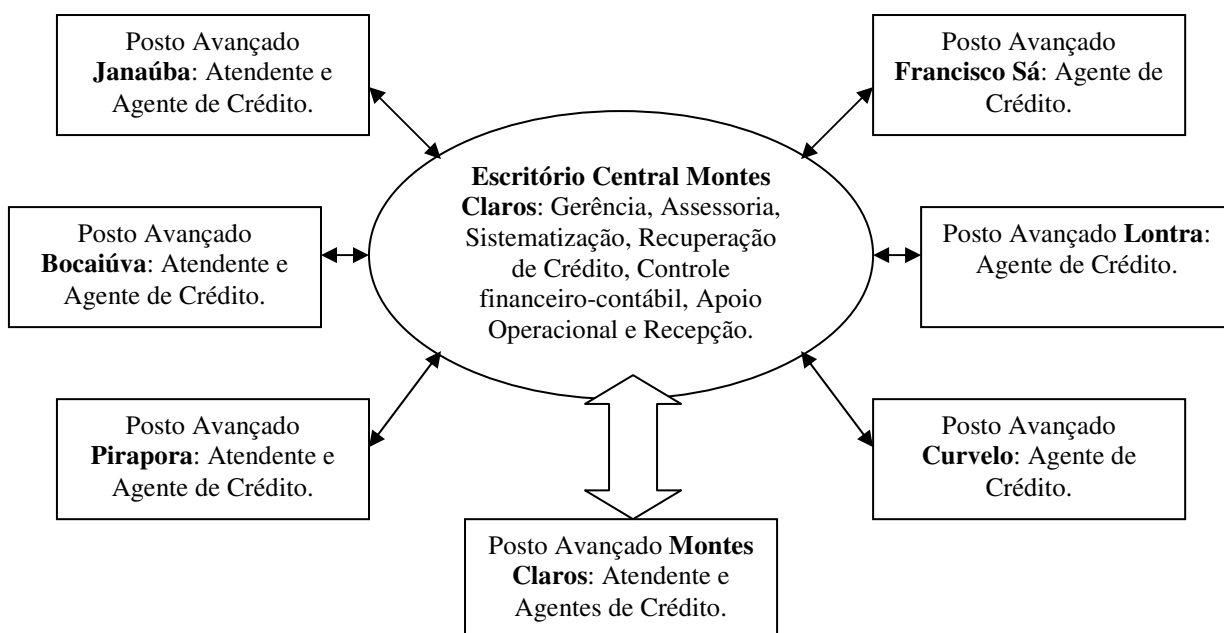 Posto Avançado
Janaúba: Atendente e
Agente de Crédito.
Posto Avançado
Francisco Sá: Agente de
Crédito.
Escritório Central Montes
Claros: Gerência, Assessoria,
Sistematização, Recuperação
de Crédito, Controle
financeiro-contábil, Apoio
Operacional e Recepção.
Posto Avançado
Bocaiúva: Atendente e
Agente de Crédito.
Posto Avançado Lontra:
Agente de Crédito.
Posto Avançado
Pirapora: Atendente e
Agente de Crédito.
Posto Avançado
Curvelo: Agente de
Crédito.
Posto Avançado Montes
Claros: Atendente e
Agentes de Crédito.